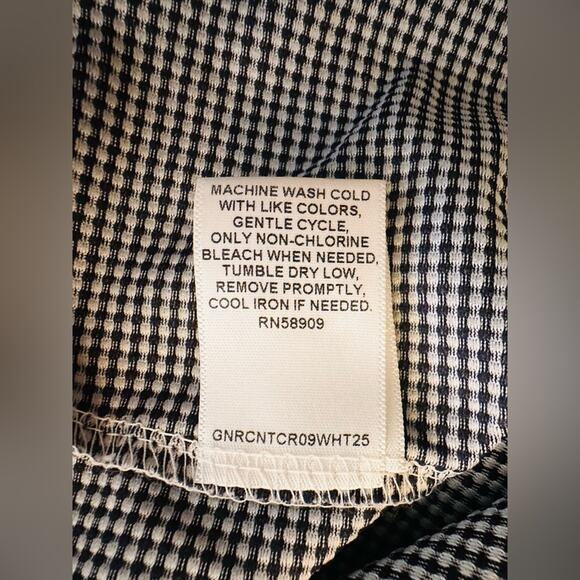 MACHINE WASH COLD
WITH LIKE COLORS,
GENTLE CYCLE,
ONLY NON-CHLORINE
BLEACH WHEN NEEDED,
TUMBLE DRY LOW,
REMOVE PROMPTLY,
COOL IRON IF NEEDED.
RN58909
GNRCNTCR09WHT25